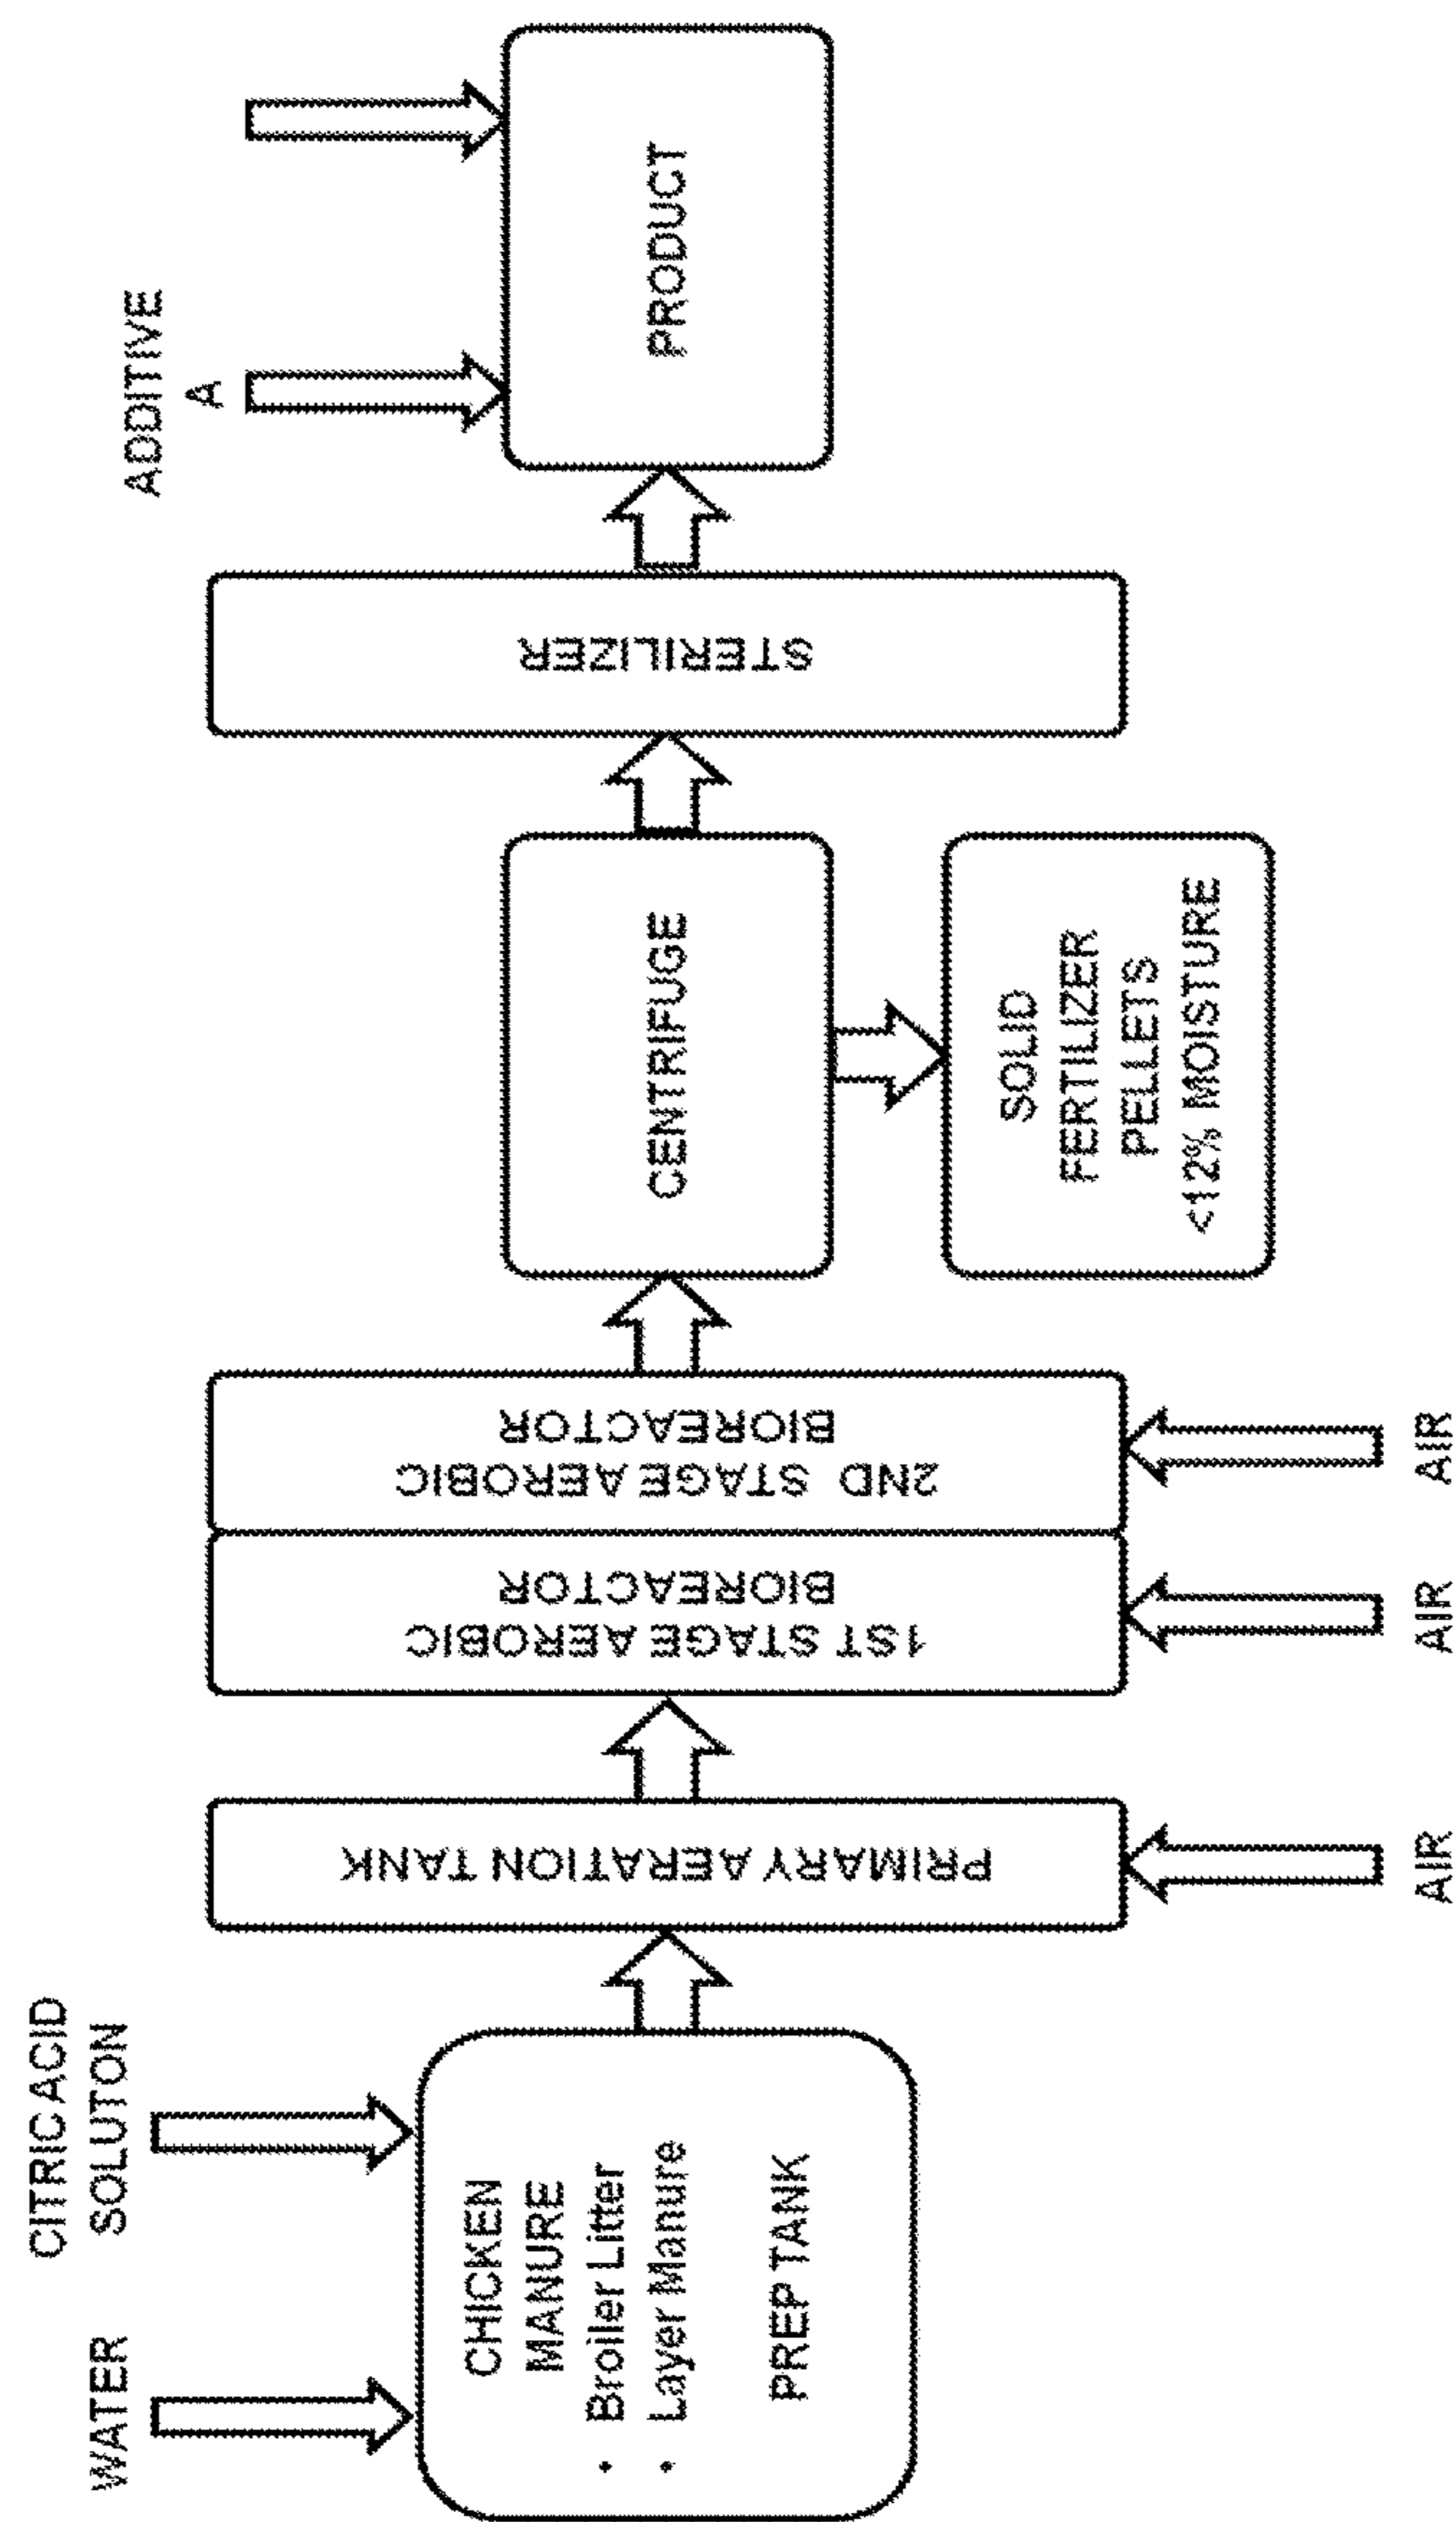 WATER
CITRIC ACID
SOLUTON
CHICKEN
MANURE
• Broiler Litter
• Layer Manure
PREP TANK
PRIMARY AERATION TANK
AIR
1ST STAGE AEROBIC
BIOREACTOR
AIR
2ND STAGE AEROBIC
BIOREACTOR
AIR
CENTRIFUGE
SOLID
FERTILIZER
PELLETS
<12% MOISTURE
STERILIZER
ADDITIVE
A
PRODUCT